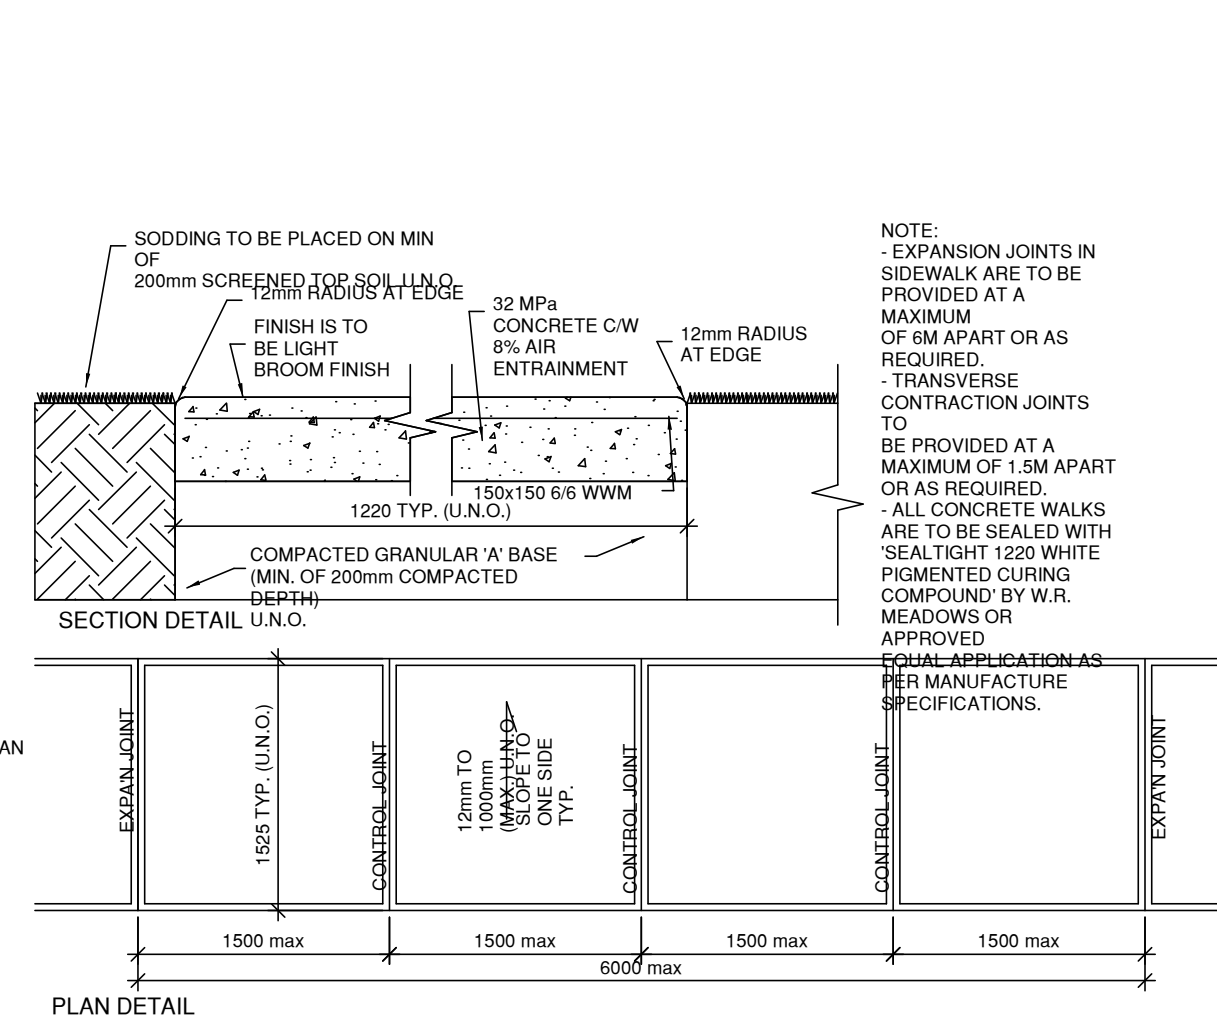 SODDING TO BE PLACED ON MIN
OF
200mm SCREENED TOP SOIL U.N.O.
12mm RADIUS AT EDGE
FINISH IS TO
BE LIGHT
BROOM FINISH
32 MPa
CONCRETE C/W
8% AIR
ENTRAINMENT
12mm RADIUS
AT EDGE
150x150 6/6 WWM
1220 TYP. (U.N.O.)
COMPACTED GRANULAR 'A' BASE
(MIN. OF 200mm COMPACTED
DEPTH)
U.N.O.
SECTION DETAIL
NOTE:
- EXPANSION JOINTS IN
SIDEWALK ARE TO BE
PROVIDED AT A
MAXIMUM
OF 6M APART OR AS
REQUIRED.
- TRANSVERSE
CONTRACTION JOINTS
TO
BE PROVIDED AT A
MAXIMUM OF 1.5M APART
OR AS REQUIRED.
- ALL CONCRETE WALKS
ARE TO BE SEALED WITH
'SEALTIGHT 1220 WHITE
PIGMENTED CURING
COMPOUND' BY W.R.
MEADOWS OR
APPROVED
EQUAL APPLICATION AS
PER MANUFACTURE
SPECIFICATIONS.
AN
EXPA'N JOINT
1525 TYP. (U.N.O.)
CONTROL JOINT
12mm TO
1000mm
(MAX.) U.N.O.
SLOPE TO
ONE SIDE
TYP.
CONTROL JOINT
CONTROL JOINT
EXPA'N JOINT
1500 max
1500 max
1500 max
1500 max
6000 max
PLAN DETAIL